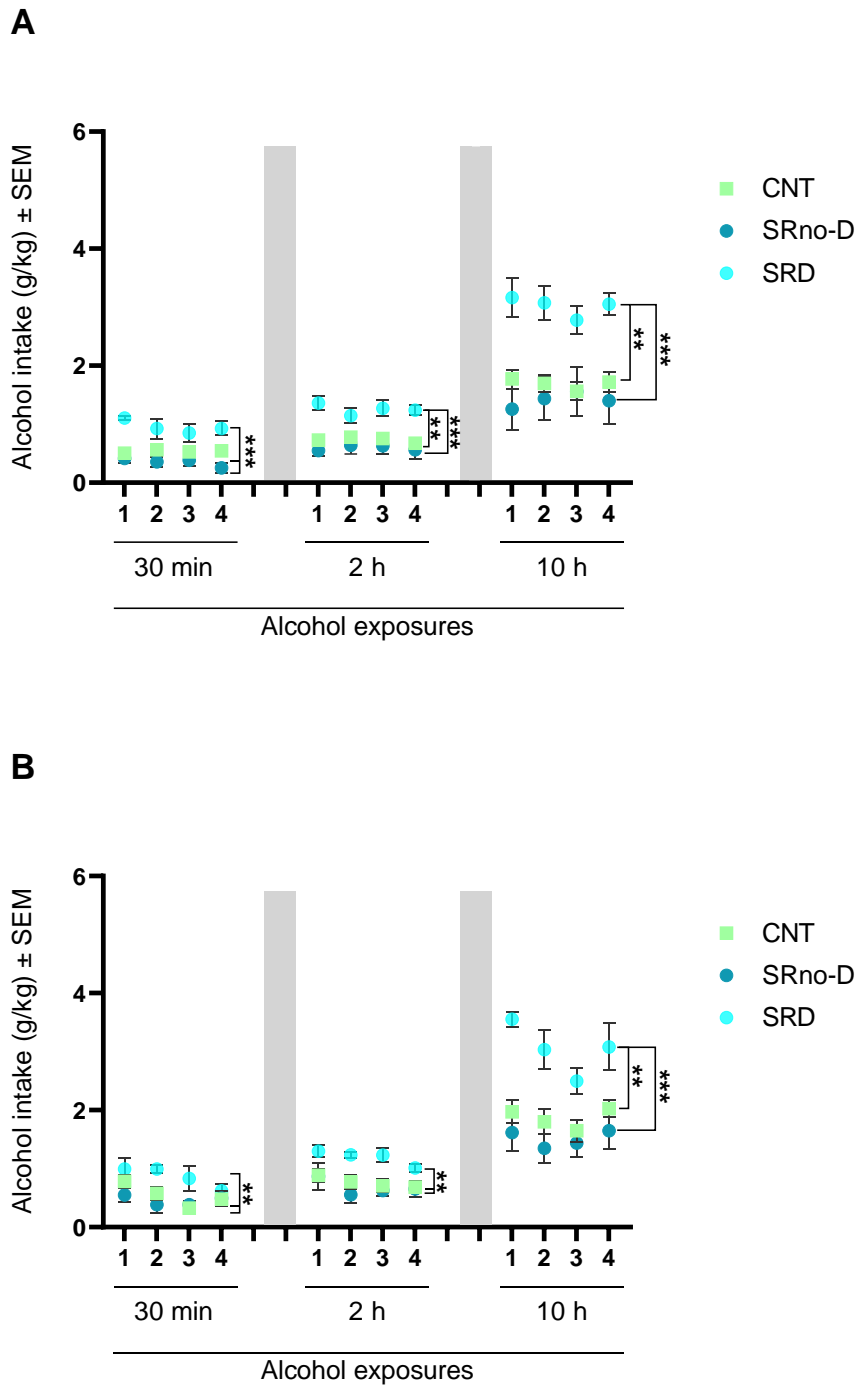 A
Alcohol intake (g/kg) ± SEM
6
4
2
0
***
**
***
**
***
CNT
SRno-D
SRD
1 2 3 4 1 2 3 4 1 2 3 4
30 min 2 h 10 h
Alcohol exposures
B
Alcohol intake (g/kg) ± SEM
6
4
2
0
**
**
**
***
CNT
SRno-D
SRD
1 2 3 4 1 2 3 4 1 2 3 4
30 min 2 h 10 h
Alcohol exposures